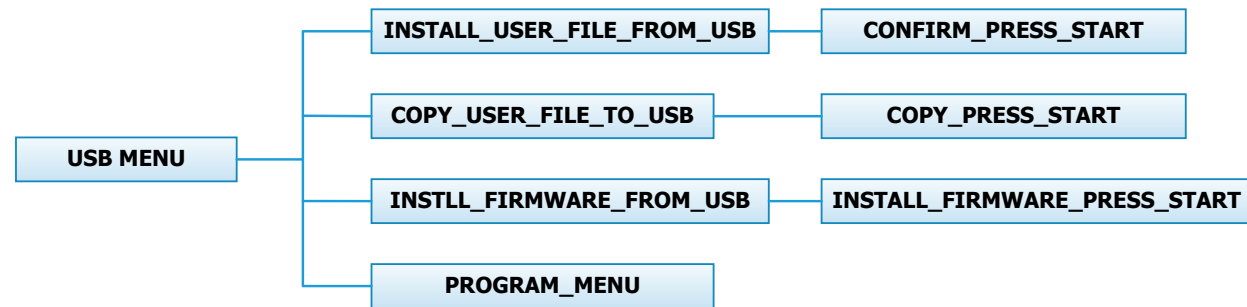 INSTALL_USER_FILE_FROM_USB
CONFIRM_PRESS_START
COPY_USER_FILE_TO_USB
COPY_PRESS_START
USB MENU
INSTLL_FIRMWARE_FROM_USB
INSTALL_FIRMWARE_PRESS_START
PROGRAM_MENU